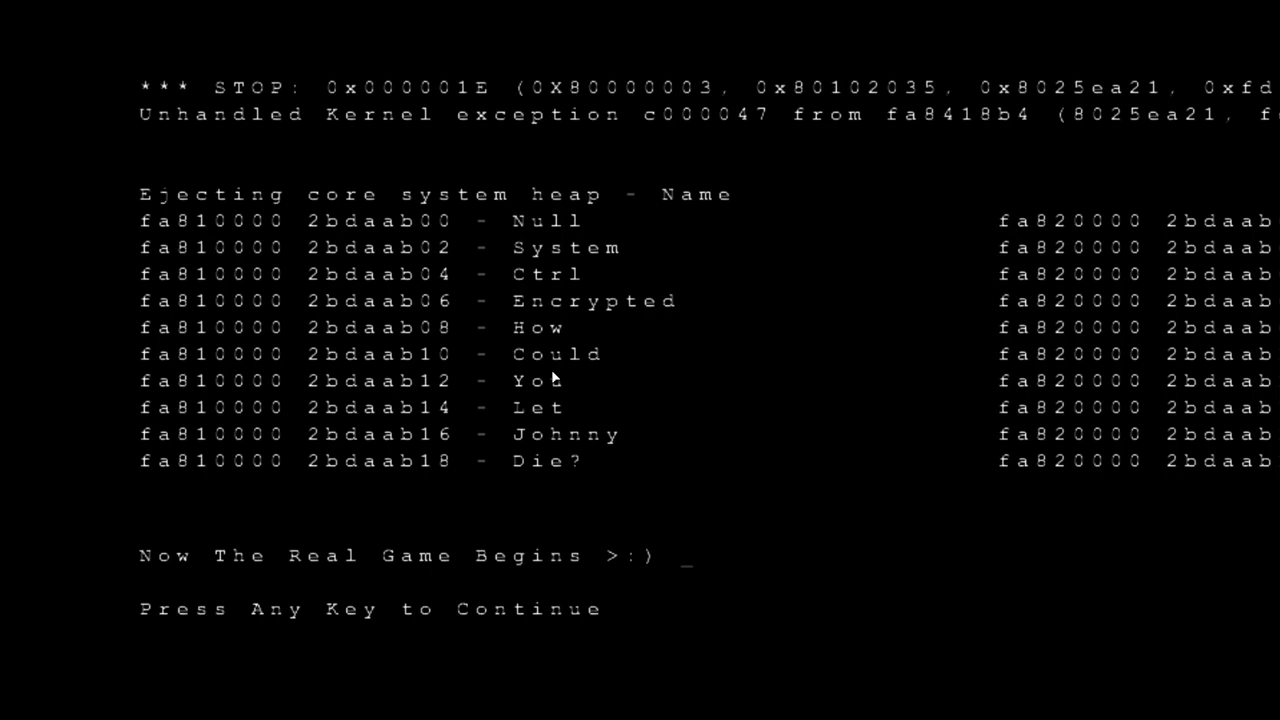 *** STOP: 0x000001E (0X80000003, 0x80102035, 0x8025ea21, 0xfd
Unhandled Kernel exception c000047 from fa8418b4 (8025ea21, f
Ejecting core system heap - Name
fa810000 2bdaab00 - Null fa820000 2bdaab
fa810000 2bdaab02 - System fa820000 2bdaab
fa810000 2bdaab04 - Ctrl fa820000 2bdaab
fa810000 2bdaab06 - Encrypted fa820000 2bdaab
fa810000 2bdaab08 - How fa820000 2bdaab
fa810000 2bdaab10 - Could fa820000 2bdaab
fa810000 2bdaab12 - You fa820000 2bdaab
fa810000 2bdaab14 - Let fa820000 2bdaab
fa810000 2bdaab16 - Johnny fa820000 2bdaab
fa810000 2bdaab18 - Die? fa820000 2bdaab
Now The Real Game Begins >:) _
Press Any Key to Continue